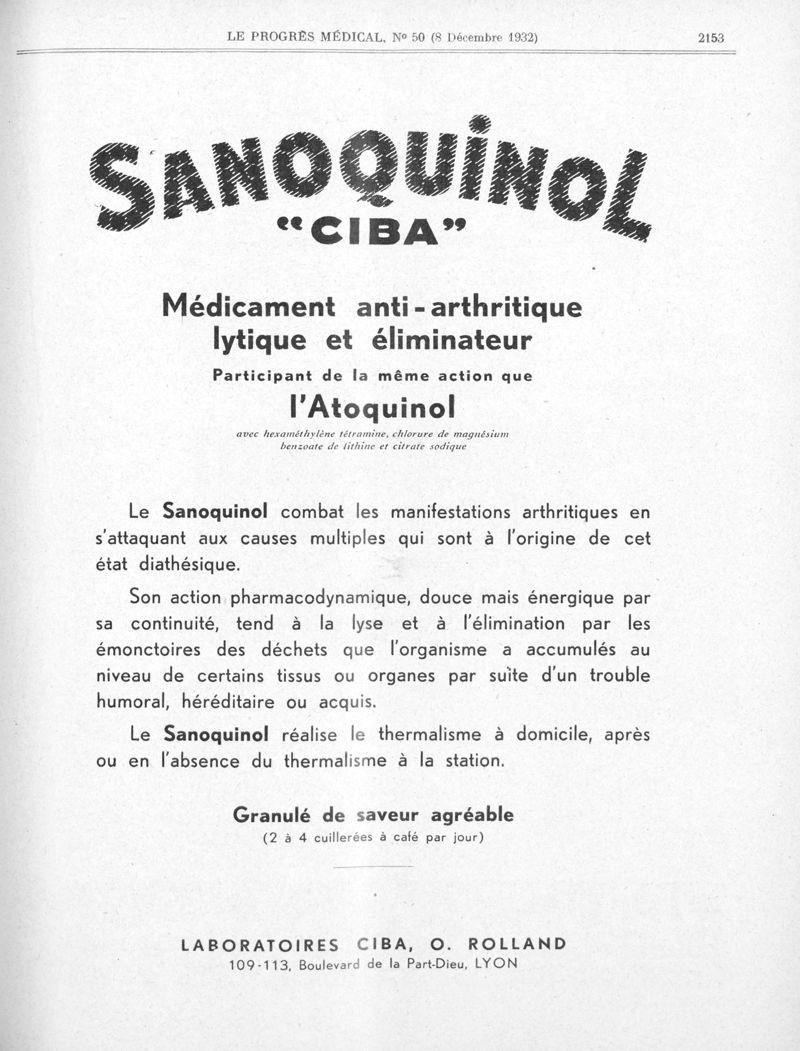 LE PROGRÈS MÉDICAL, Nº 50 (8 Décembre 1932) 2153
SANOQUINOL
“CIBA”
Médicament anti-arthritique
lytique et éliminateur
Participant de la même action que
l'Atoquinol
avec hexaméthylène tétramine, chlorure de magnésium
benzoate de lithine et citrate sodique
Le Sanoquinol combat les manifestations arthritiques en
s'attaquant aux causes multiples qui sont à l'origine de cet
état diathésique.
Son action pharmacodynamique, douce mais énergique par
sa continuité, tend à la lyse et à l'élimination par les
émonctoires des déchets que l'organisme a accumulés au
niveau de certains tissus ou organes par suite d'un trouble
humoral, héréditaire ou acquis.
Le Sanoquinol réalise le thermalisme à domicile, après
ou en l'absence du thermalisme à la station.
Granulé de saveur agréable
(2 à 4 cuillerées à café par jour)
LABORATOIRES CIBA, O. ROLLAND
109-113, Boulevard de la Part-Dieu, LYON